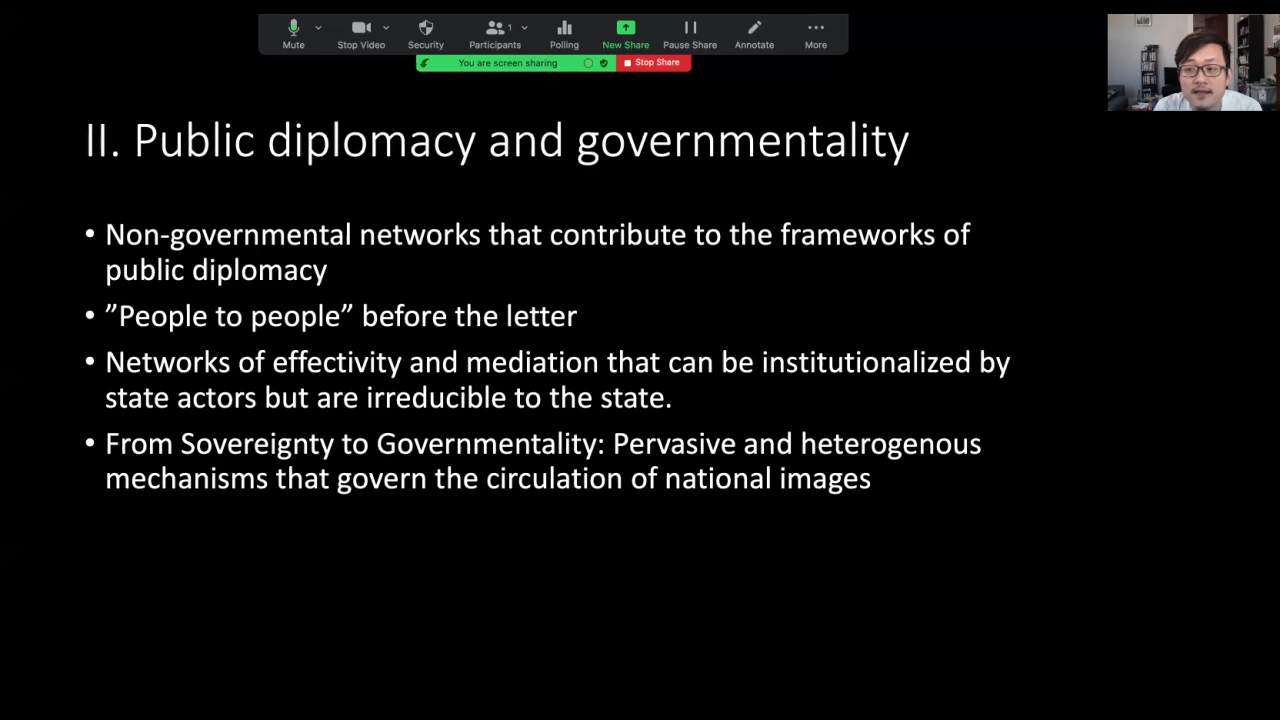 Mute
Stop Video
Security
Participants
1
Polling
New Share
Pause Share
Annotate
More
You are screen sharing
Stop Share
II. Public diplomacy and governmentality
• Non-governmental networks that contribute to the frameworks of
public diplomacy
• ”People to people” before the letter
• Networks of effectivity and mediation that can be institutionalized by
state actors but are irreducible to the state.
• From Sovereignty to Governmentality: Pervasive and heterogenous
mechanisms that govern the circulation of national images